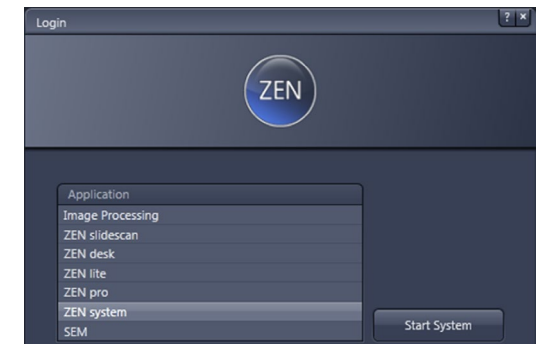 Login ? ×
ZEN
Application
Image Processing
ZEN slidescan
ZEN desk
ZEN lite
ZEN pro
ZEN system
SEM
Start System